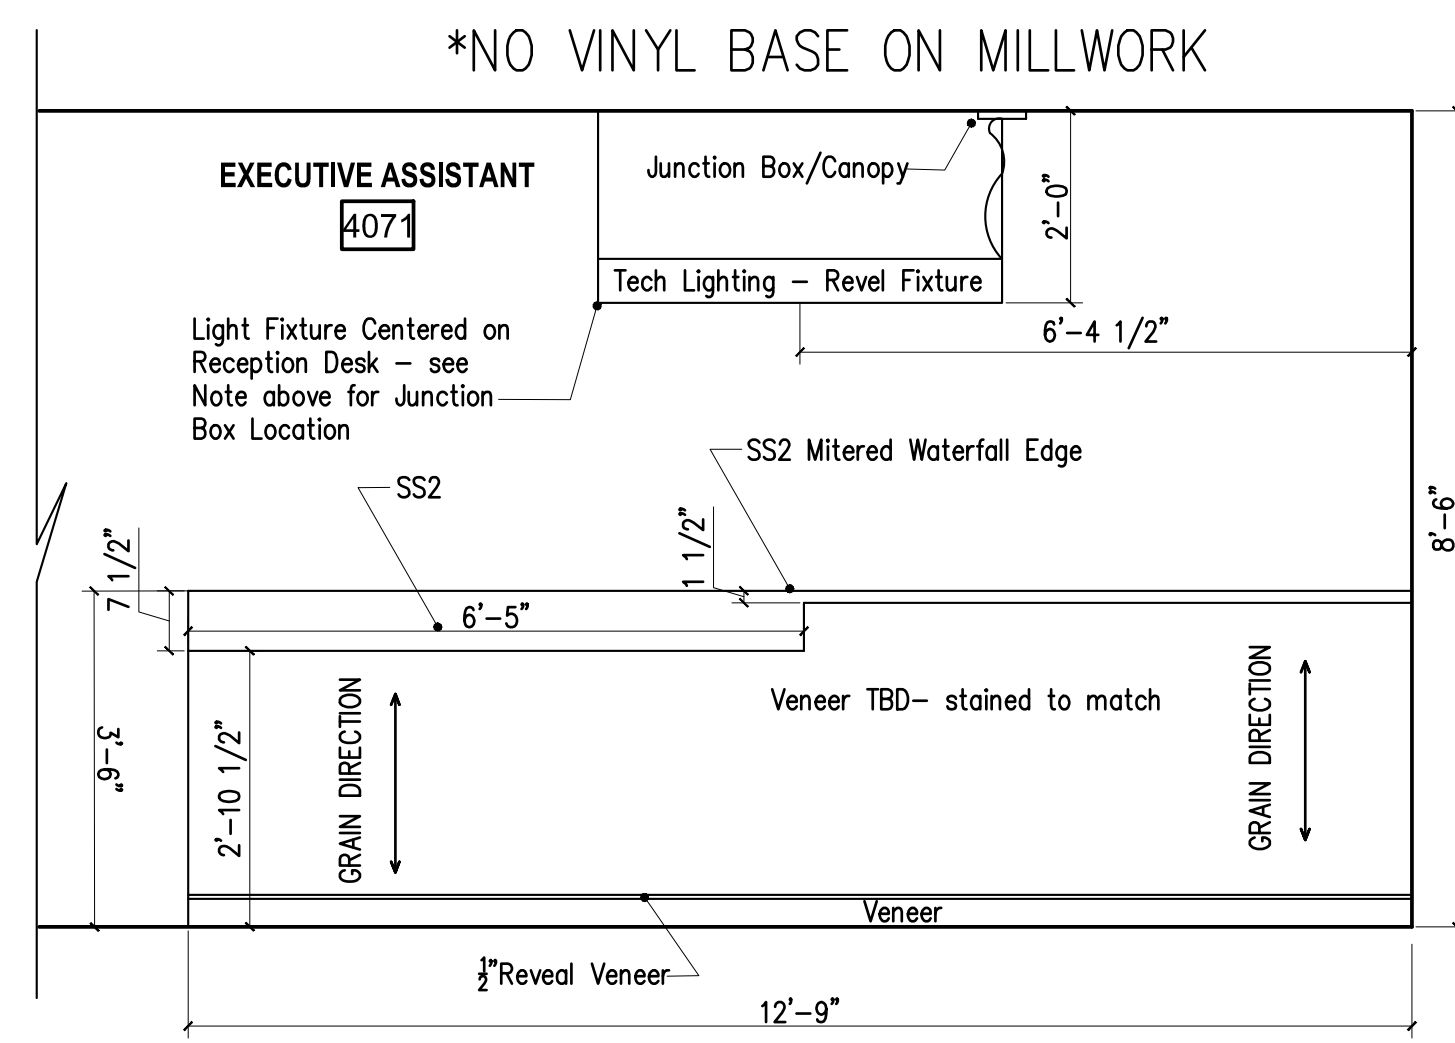 *NO VINYL BASE ON MILLWORK
EXECUTIVE ASSISTANT
4071
Junction Box/Canopy
2'-0"
Tech Lighting - Revel Fixture
6'-4 1/2"
Light Fixture Centered on
Reception Desk - see
Note above for Junction
Box Location
SS2 Mitered Waterfall Edge
SS2
8'-6"
7 1/2"
1 1/2"
6'-5"
3'-6"
2'-10 1/2"
GRAIN DIRECTION
Veneer TBD- stained to match
GRAIN DIRECTION
Veneer
½"Reveal Veneer
12'-9"